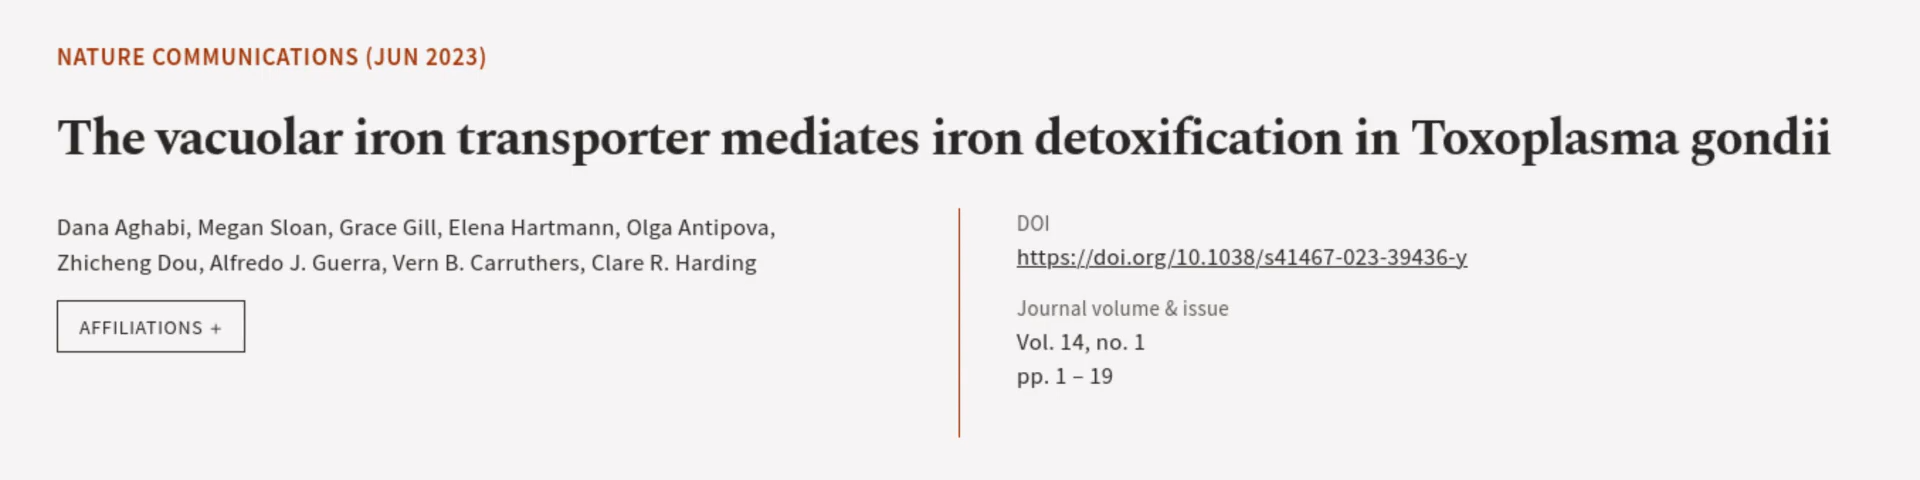 NATURE COMMUNICATIONS (JUN 2023)
The vacuolar iron transporter mediates iron detoxification in Toxoplasma gondii
Dana Aghabi, Megan Sloan, Grace Gill, Elena Hartmann, Olga Antipova,
Zhicheng Dou, Alfredo J. Guerra, Vern B. Carruthers, Clare R. Harding
AFFILIATIONS +
DOI
https://doi.org/10.1038/s41467-023-39436-y
Journal volume & issue
Vol. 14, no. 1
pp. 1 – 19